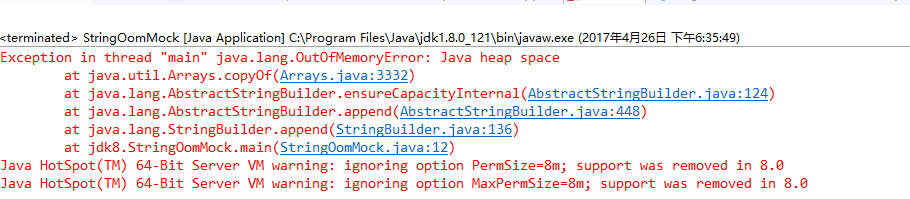 <terminated> StringOomMock [Java Application] C:\Program Files\Java\jdk1.8.0_121\bin\javaw.exe (2017年4月26日 下午6:35:49)
Exception in thread "main" java.lang.OutOfMemoryError: Java heap space
at java.util.Arrays.copyOf(Arrays.java:3332)
at java.lang.AbstractStringBuilder.ensureCapacityInternal(AbstractStringBuilder.java:124)
at java.lang.AbstractStringBuilder.append(AbstractStringBuilder.java:448)
at java.lang.StringBuilder.append(StringBuilder.java:136)
at jdk8.StringOomMock.main(StringOomMock.java:12)
Java HotSpot(TM) 64-Bit Server VM warning: ignoring option PermSize=8m; support was removed in 8.0
Java HotSpot(TM) 64-Bit Server VM warning: ignoring option MaxPermSize=8m; support was removed in 8.0